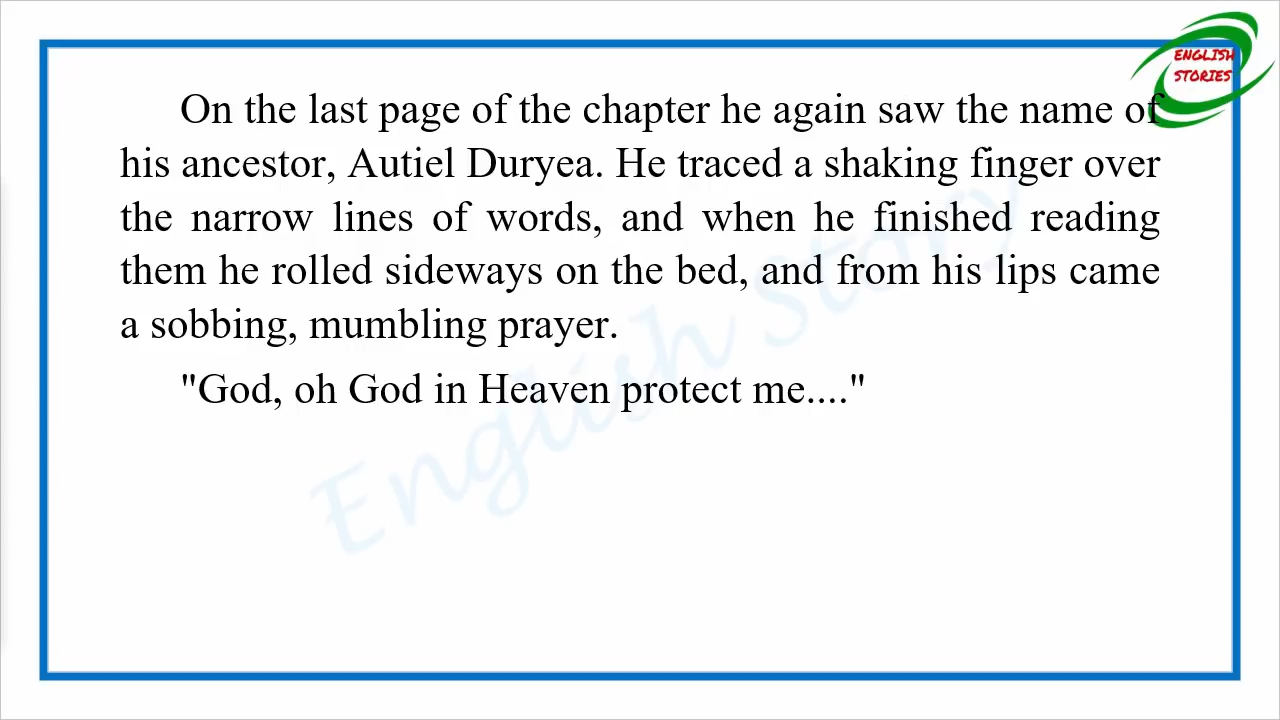 ENGLISH
STORIES
On the last page of the chapter he again saw the name of
his ancestor, Autiel Duryea. He traced a shaking finger over
the narrow lines of words, and when he finished reading
them he rolled sideways on the bed, and from his lips came
a sobbing, mumbling prayer.
"God, oh God in Heaven protect me...."
English Story